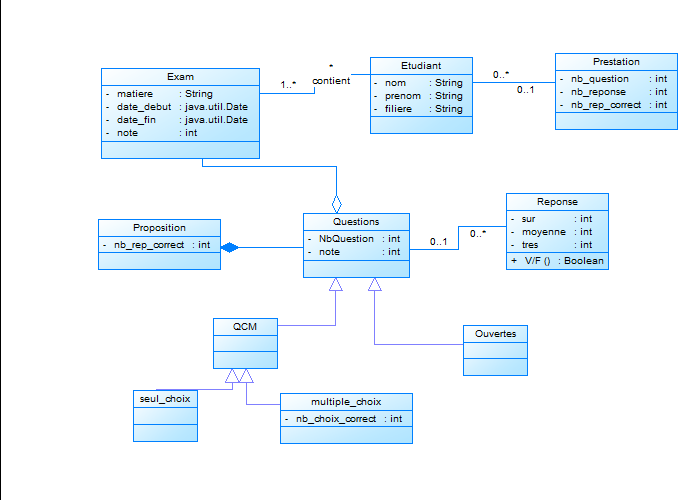 Exam
- matiere : String
- date_debut : java.util.Date
- date_fin : java.util.Date
- note : int
1..*
*
contient
Etudiant
- nom : String
- prenom : String
- filiere : String
0..*
0..1
Prestation
- nb_question : int
- nb_reponse : int
- nb_rep_correct : int
Proposition
- nb_rep_correct : int
Questions
- NbQuestion : int
- note : int
0..1
0..*
Reponse
- sur : int
- moyenne : int
- tres : int
+ V/F () : Boolean
QCM
Ouvertes
seul_choix
multiple_choix
- nb_choix_correct : int